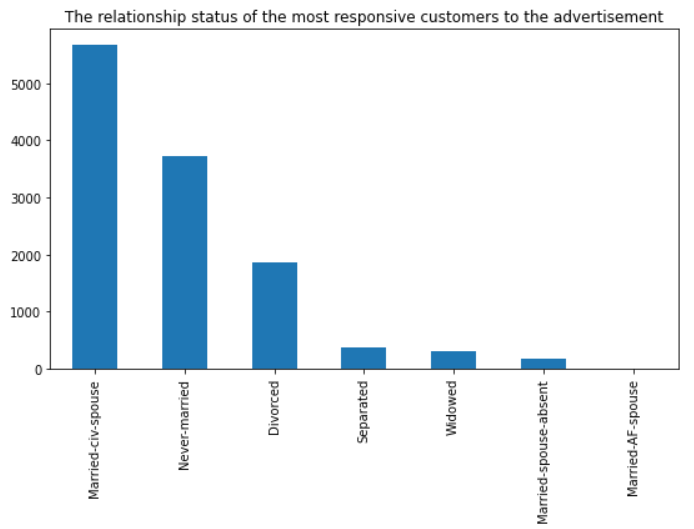 The relationship status of the most responsive customers to the advertisement
5000
4000
3000
2000
1000
0
Married-civ-spouse
Never-married
Divorced
Separated
Widowed
Married-spouse-absent
Married-AF-spouse